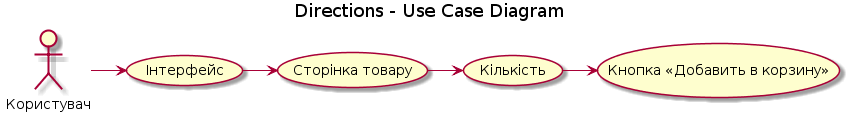 Directions - Use Case Diagram
Користувач
Інтерфейс
Сторінка товару
Кількість
Кнопка «Добавить в корзину»